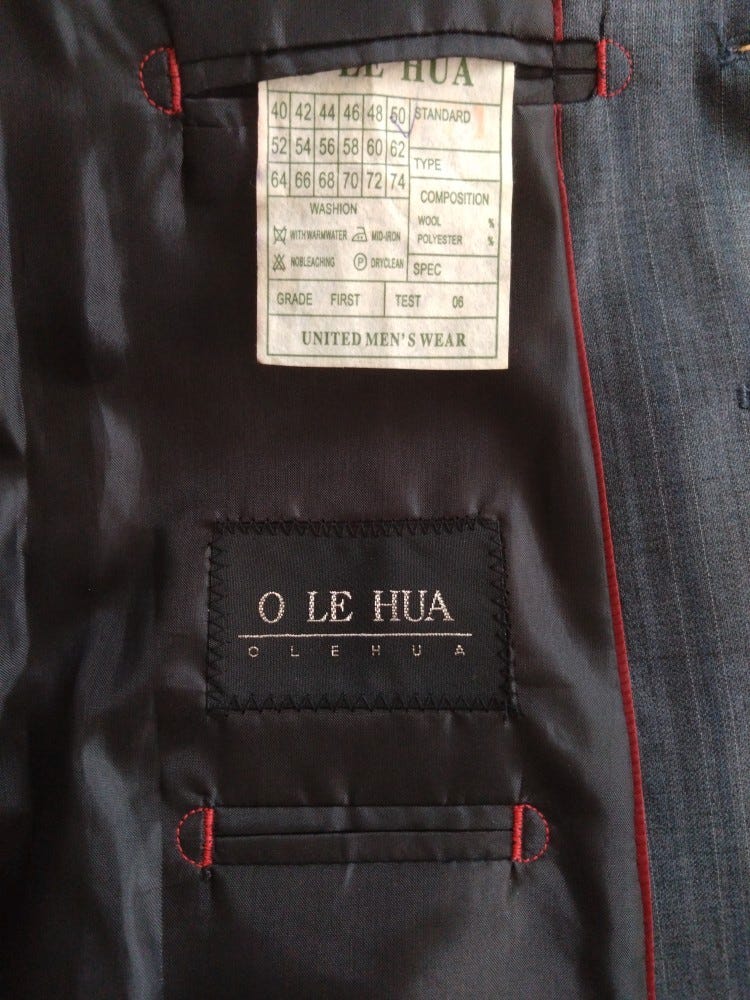 O LE HUA
40 42 44 46 48 50 STANDARD
52 54 56 58 60 62
TYPE
64 66 68 70 72 74
COMPOSITION
WOOL %
POLYESTER %
WASHION
WITHWARMWATER MID-IRON
NOBLEACHING P DRYCLEAN
SPEC
GRADE FIRST TEST 06
UNITED MEN'S WEAR
O LE HUA
OLEHUA